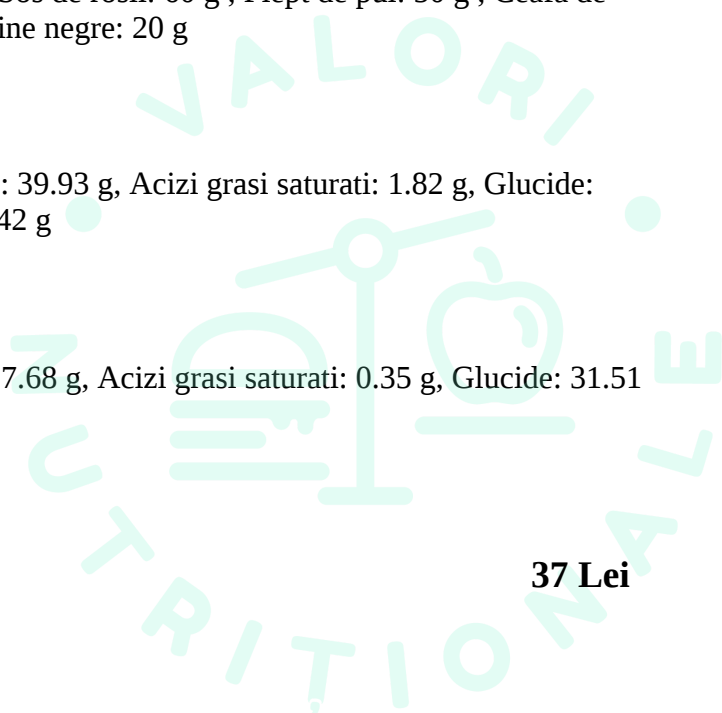 Sos de rosii: 60 g , Piept de pui: 50 g , Ceafa de
ine negre: 20 g
: 39.93 g, Acizi grasi saturati: 1.82 g, Glucide:
42 g
7.68 g, Acizi grasi saturati: 0.35 g, Glucide: 31.51
37 Lei
VALORI
NUTRIȚIONALE